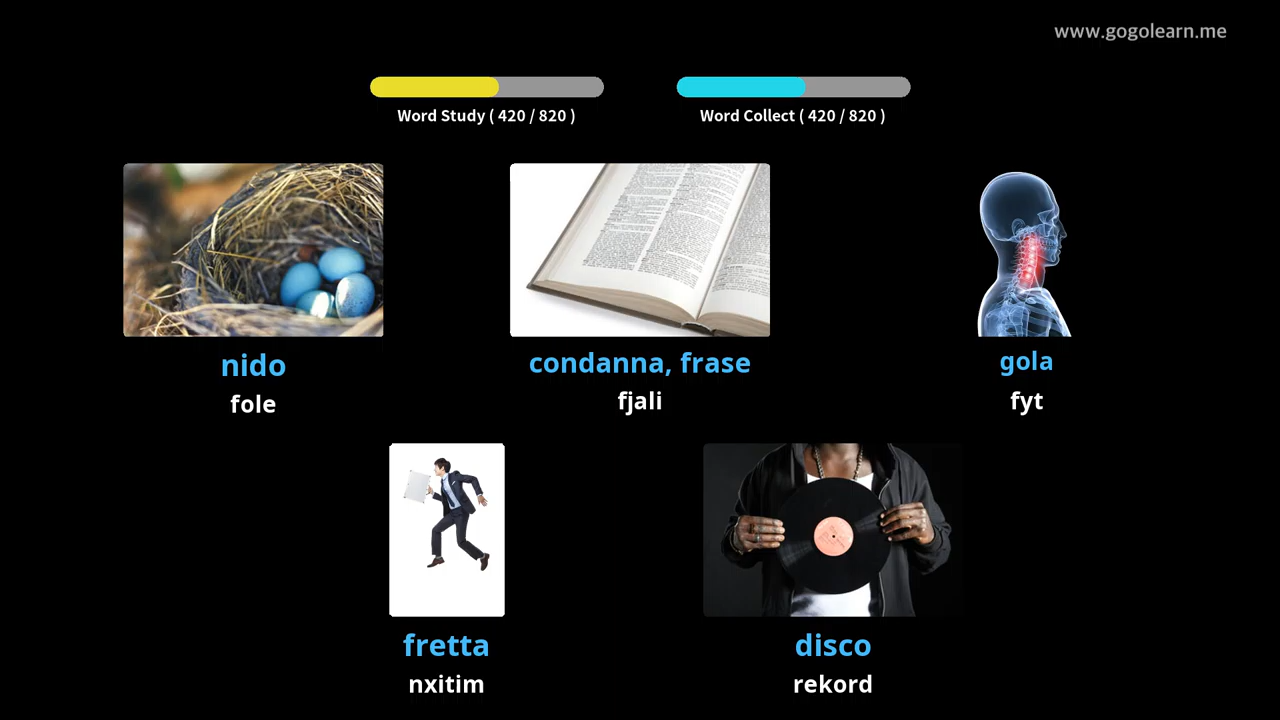 www.gogolearn.me
Word Study ( 420 / 820 )
Word Collect ( 420 / 820 )
nido
fole
condanna, frase
fjali
gola
fyt
fretta
nxitim
disco
rekord